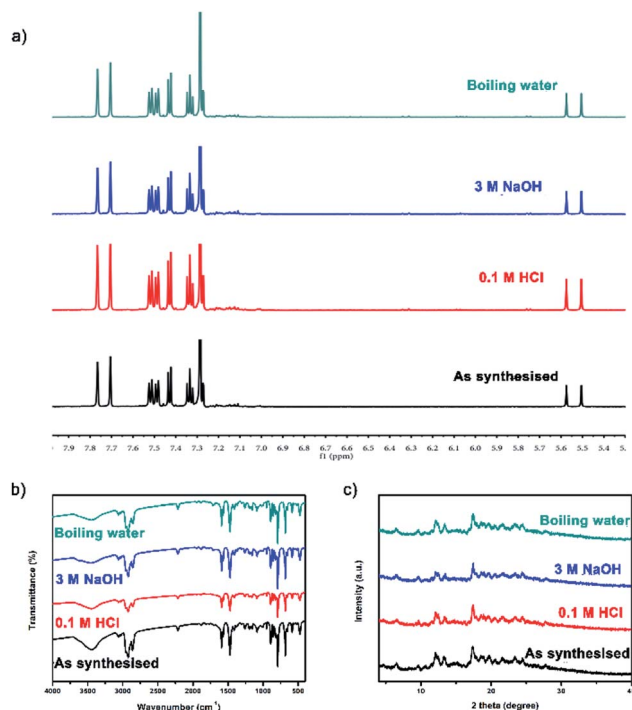 a)
Boiling water
3 M NaOH
0.1 M HCl
As synthesised
7.9 7.8 7.7 7.6 7.5 7.4 7.3 7.2 7.1 7.0 6.9 6.8 6.7 6.6 6.5 6.4 6.3 6.2 6.1 6.0 5.9 5.8 5.7 5.6 5.5 5.4 5.3
f1 (ppm)
b)
Transmittance (%)
Boiling water
3 M NaOH
0.1 M HCl
As synthesised
4000 3500 3000 2500 2000 1500 1000 500
Wavenumber (cm⁻¹)
c)
Intensity (a.u.)
Boiling water
3 M NaOH
0.1 M HCl
As synthesised
10 20 30
2 theta (degree)